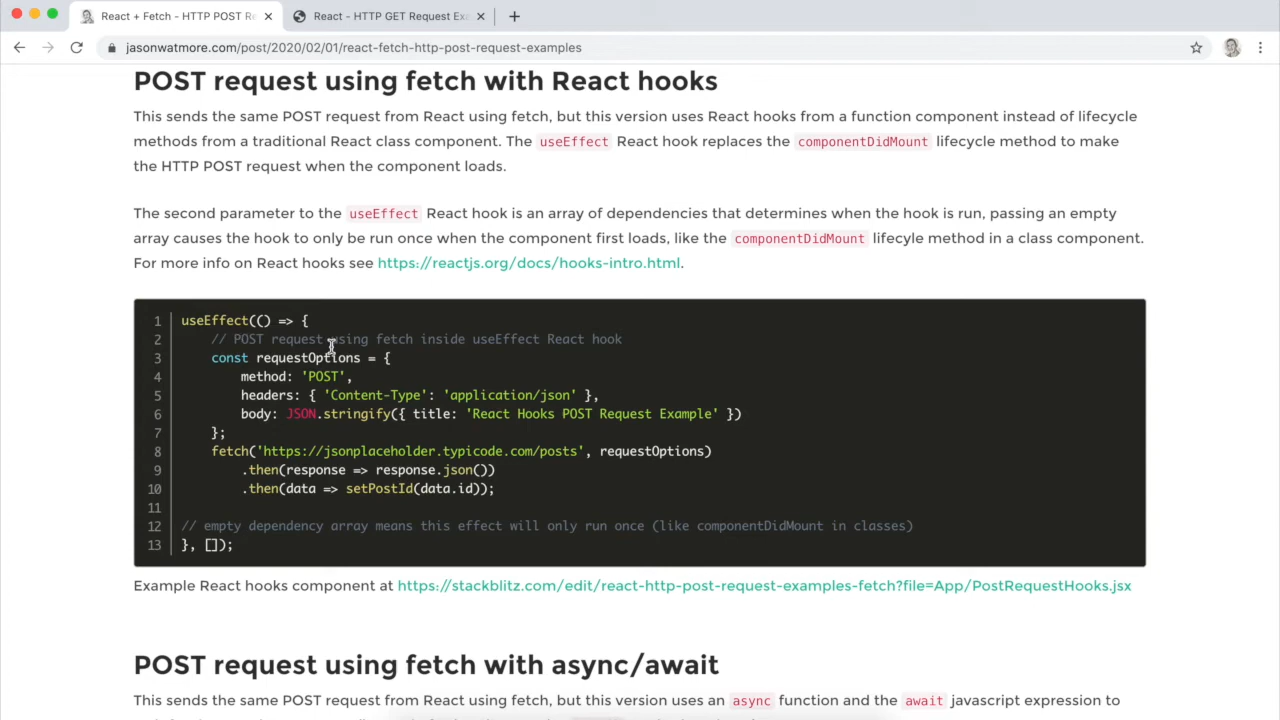 React + Fetch - HTTP POST Re
React - HTTP GET Request Exa
jasonwatmore.com/post/2020/02/01/react-fetch-http-post-request-examples
POST request using fetch with React hooks
This sends the same POST request from React using fetch, but this version uses React hooks from a function component instead of lifecycle
methods from a traditional React class component. The useEffect React hook replaces the componentDidMount lifecycle method to make
the HTTP POST request when the component loads.
The second parameter to the useEffect React hook is an array of dependencies that determines when the hook is run, passing an empty
array causes the hook to only be run once when the component first loads, like the componentDidMount lifecyle method in a class component.
For more info on React hooks see https://reactjs.org/docs/hooks-intro.html.
1 useEffect(() => {
2 // POST request using fetch inside useEffect React hook
3 const requestOptions = {
4 method: 'POST',
5 headers: { 'Content-Type': 'application/json' },
6 body: JSON.stringify({ title: 'React Hooks POST Request Example' })
7 };
8 fetch('https://jsonplaceholder.typicode.com/posts', requestOptions)
9 .then(response => response.json())
10 .then(data => setPostId(data.id));
11
12 // empty dependency array means this effect will only run once (like componentDidMount in classes)
13 }, []);
Example React hooks component at https://stackblitz.com/edit/react-http-post-request-examples-fetch?file=App/PostRequestHooks.jsx
POST request using fetch with async/await
This sends the same POST request from React using fetch, but this version uses an async function and the await javascript expression to